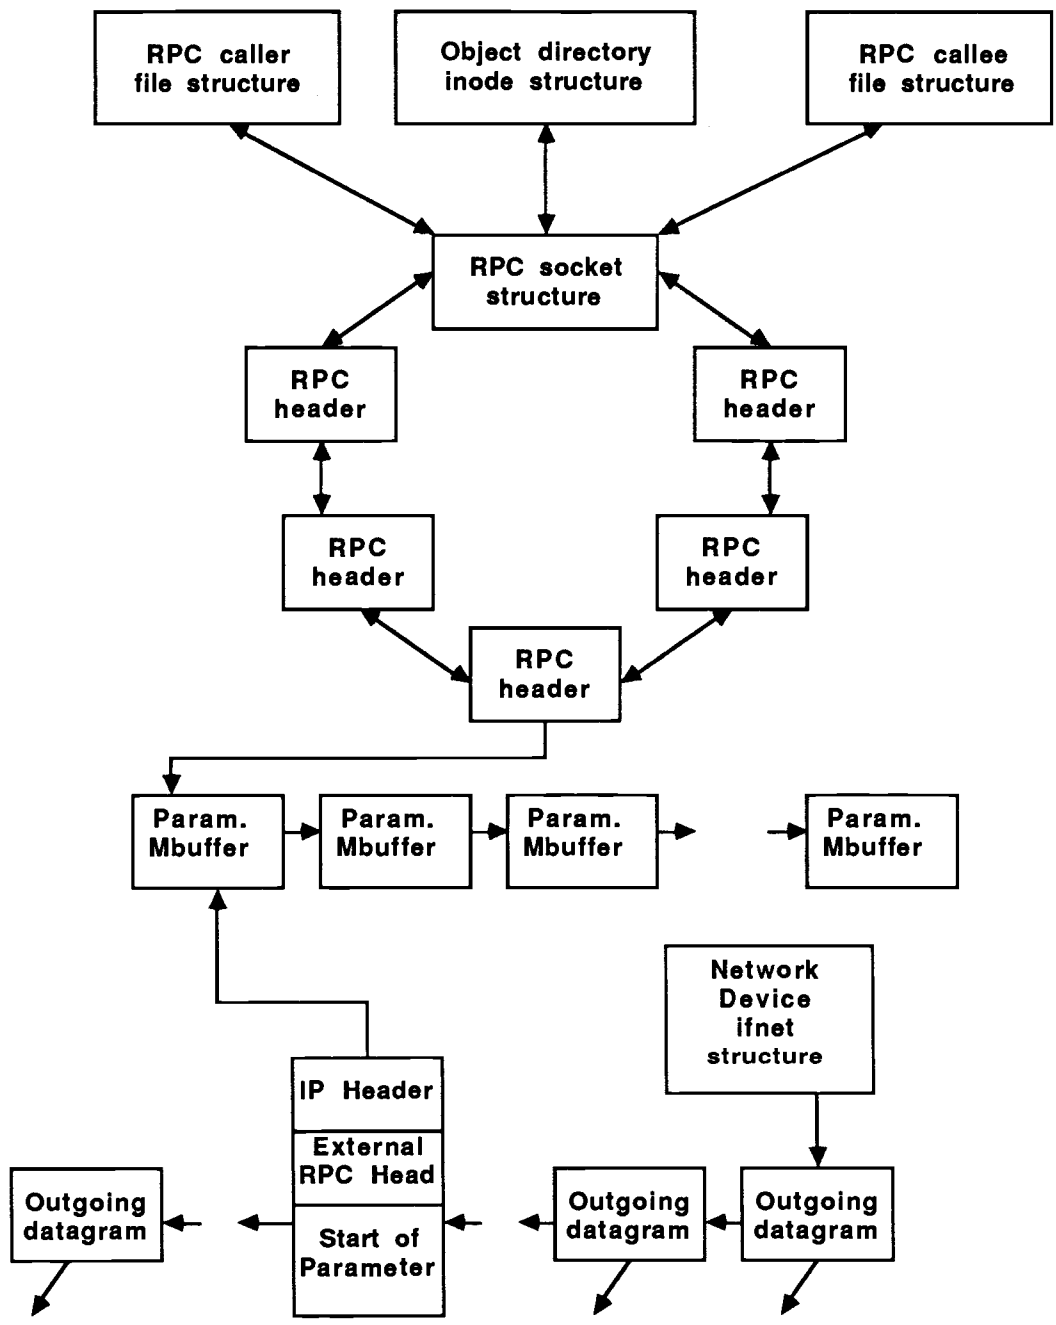 RPC caller
file structure
Object directory
inode structure
RPC callee
file structure
RPC socket
structure
RPC
header
RPC
header
RPC
header
RPC
header
RPC
header
Param.
Mbuffer
Param.
Mbuffer
Param.
Mbuffer
Param.
Mbuffer
Network
Device
ifnet
structure
IP Header
External
RPC Head
Start of
Parameter
Outgoing
datagram
Outgoing
datagram
Outgoing
datagram